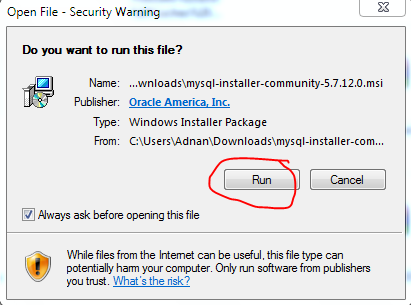 Open File - Security Warning
Do you want to run this file?
Name: ...wnloads\mysql-installer-community-5.7.12.0.msi
Publisher: Oracle America, Inc.
Type: Windows Installer Package
From: C:\Users\Adnan\Downloads\mysql-installer-com...
Run Cancel
Always ask before opening this file
While files from the Internet can be useful, this file type can
potentially harm your computer. Only run software from publishers
you trust. What's the risk?